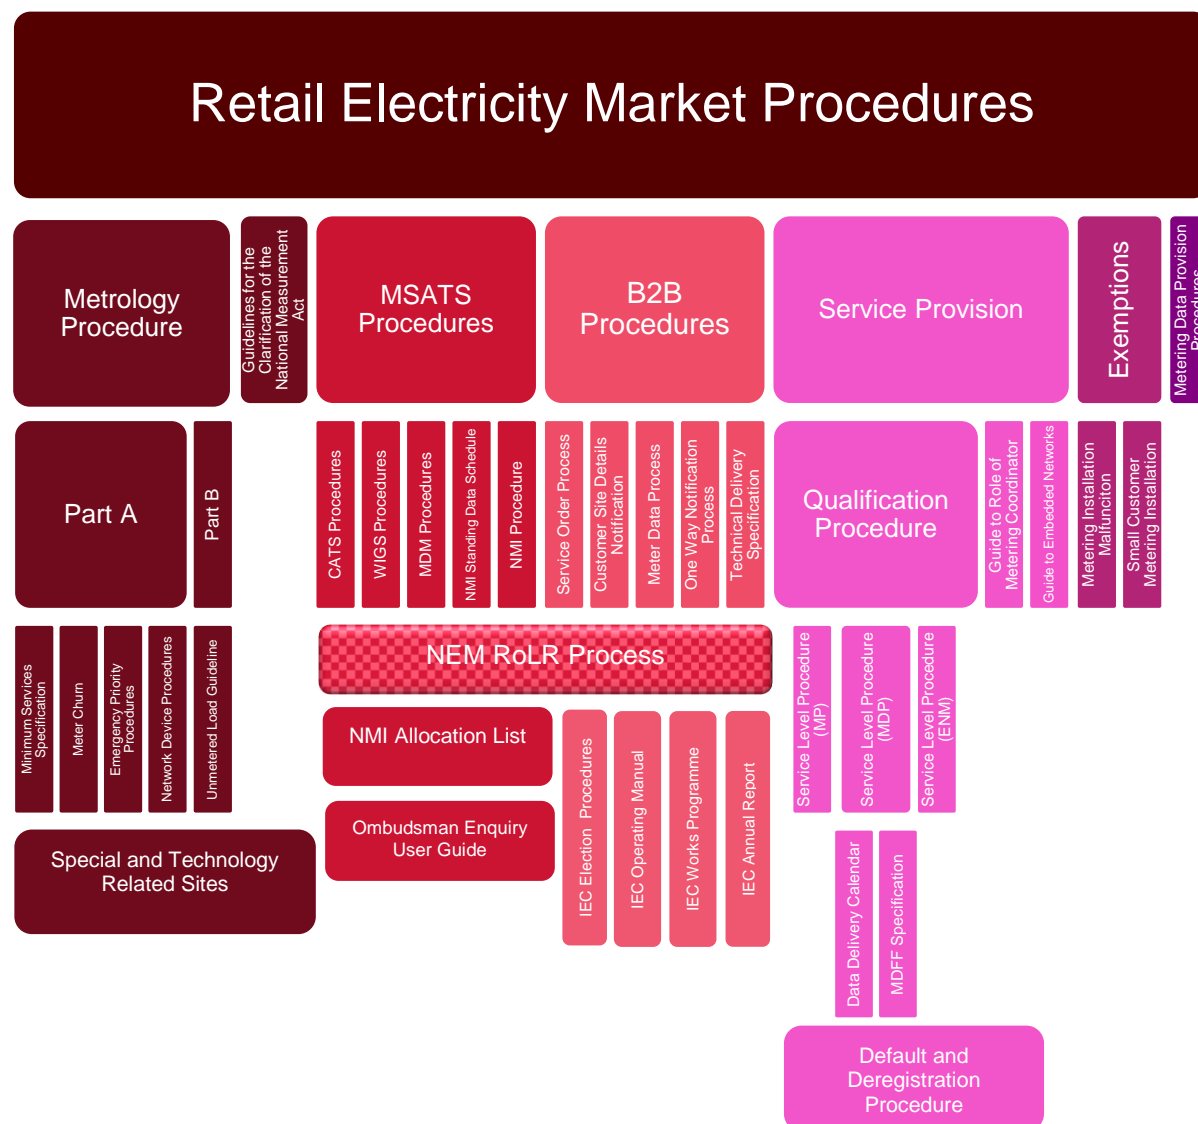 Retail Electricity Market Procedures
Metrology
Procedure
Guidelines for the
Clarification of the
National Measurement
Act
MSATS
Procedures
B2B
Procedures
Service Provision
Exemptions
Metering Data Provision
Procedures
Part A
Part B
CATS Procedures
WIGS Procedures
MDM Procedures
NMI Standing Data Schedule
NMI Procedure
Service Order Process
Customer Site Details
Notification
Meter Data Process
One Way Notification
Process
Technical Delivery
Specification
Qualification
Procedure
Guide to Role of
Metering Coordinator
Guide to Embedded Networks
Metering Installation
Malfunciton
Small Customer
Metering Installation
Minimum Services
Specification
Meter Churn
Emergency Priority
Procedures
Network Device Procedures
Unmetered Load Guideline
NEM RoLR Process
Service Level Procedure
(MP)
Service Level Procedure
(MDP)
Service Level Procedure
(ENM)
NMI Allocation List
Ombudsman Enquiry
User Guide
IEC Election  Procedures
IEC Operating Manual
IEC Works Programme
IEC Annual Report
Special and Technology
Related Sites
Data Delivery Calendar
MDFF Specification
Default and
Deregistration
Procedure